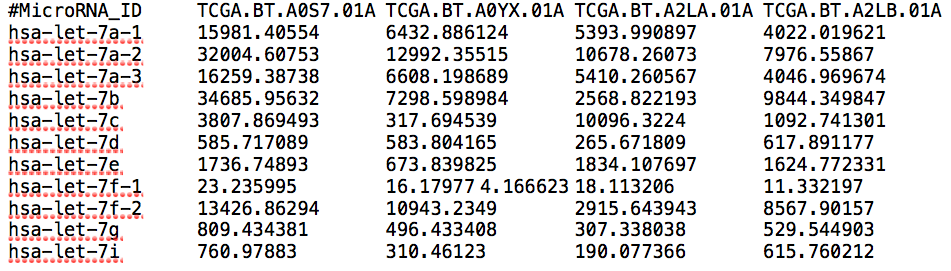 #MicroRNA_ID TCGA.BT.A0S7.01A TCGA.BT.A0YX.01A TCGA.BT.A2LA.01A TCGA.BT.A2LB.01A
hsa-let-7a-1 15981.40554 6432.886124 5393.990897 4022.019621
hsa-let-7a-2 32004.60753 12992.35515 10678.26073 7976.55867
hsa-let-7a-3 16259.38738 6608.198689 5410.260567 4046.969674
hsa-let-7b 34685.95632 7298.598984 2568.822193 9844.349847
hsa-let-7c 3807.869493 317.694539 10096.3224 1092.741301
hsa-let-7d 585.717089 583.804165 265.671809 617.891177
hsa-let-7e 1736.74893 673.839825 1834.107697 1624.772331
hsa-let-7f-1 23.235995 16.17977 4.166623 18.113206 11.332197
hsa-let-7f-2 13426.86294 10943.2349 2915.643943 8567.90157
hsa-let-7g 809.434381 496.433408 307.338038 529.544903
hsa-let-7i 760.97883 310.46123 190.077366 615.760212